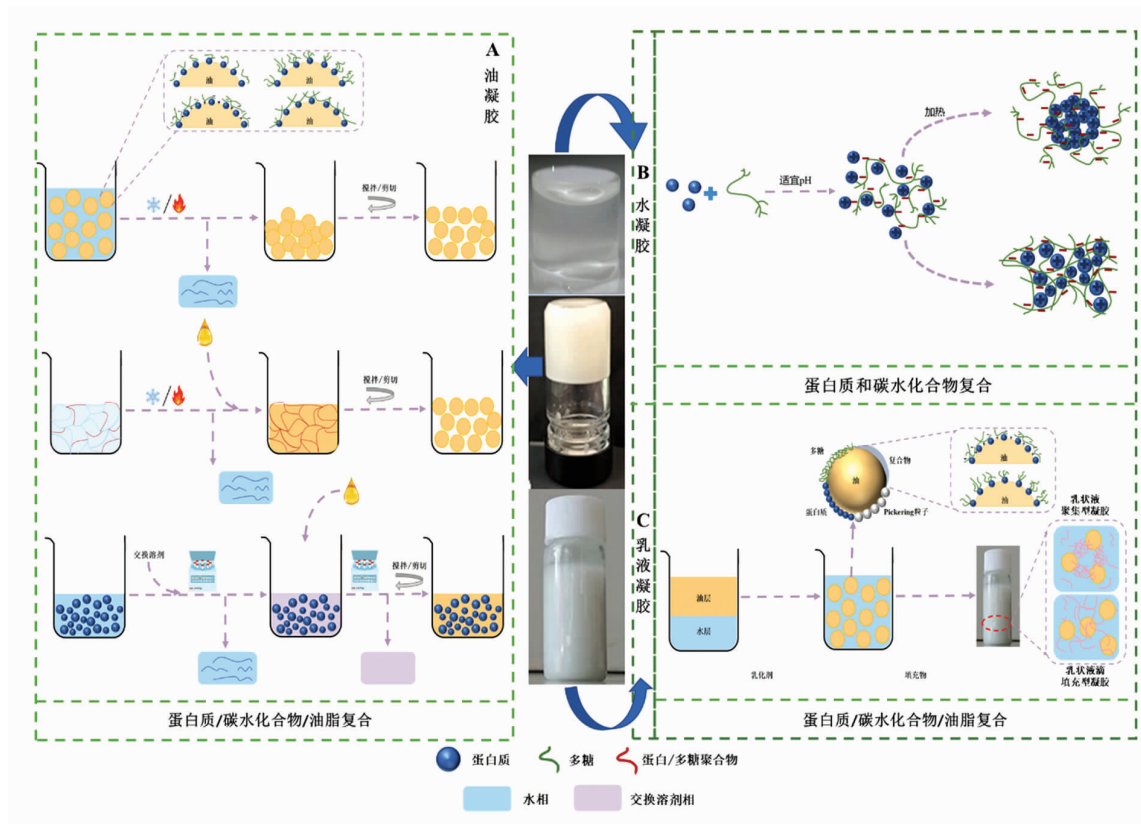 A
油凝胶
油
油
油
油
搅拌/剪切
/
搅拌/剪切
/
交换溶剂
搅拌/剪切
蛋白质/碳水化合物/油脂复合
B
水凝胶
适宜pH
加热
蛋白质和碳水化合物复合
C
乳液凝胶
多糖
复合物
油
蛋白质
Pickering粒子
油
油
乳状液
聚集型凝胶
油层
水层
乳化剂
填充物
乳状液滴
填充型凝胶
蛋白质/碳水化合物/油脂复合
蛋白质
多糖
蛋白/多糖聚合物
水相
交换溶剂相